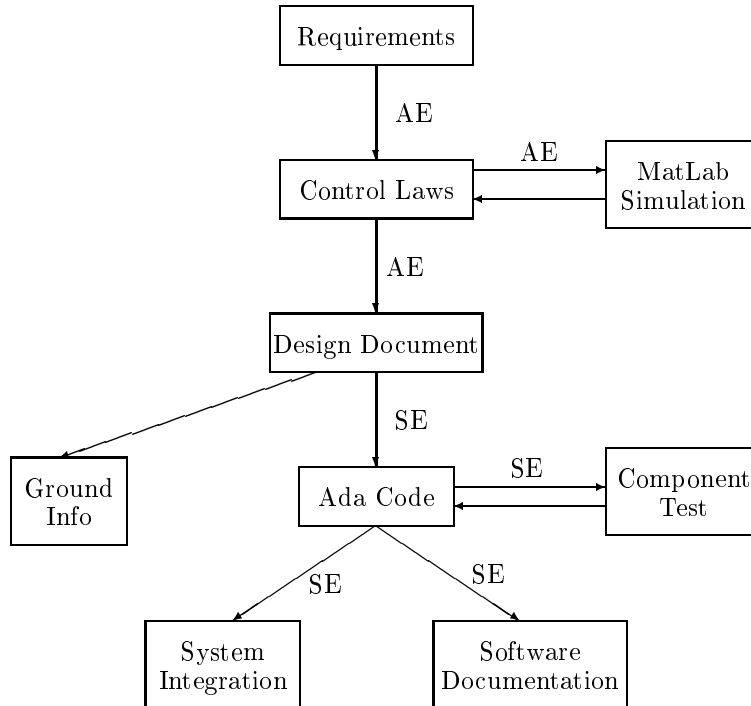 Requirements
AE
AE
Control Laws
MatLab
Simulation
AE
Design Document
SE
SE
Ground
Info
Ada Code
Component
Test
SE
SE
System
Integration
Software
Documentation